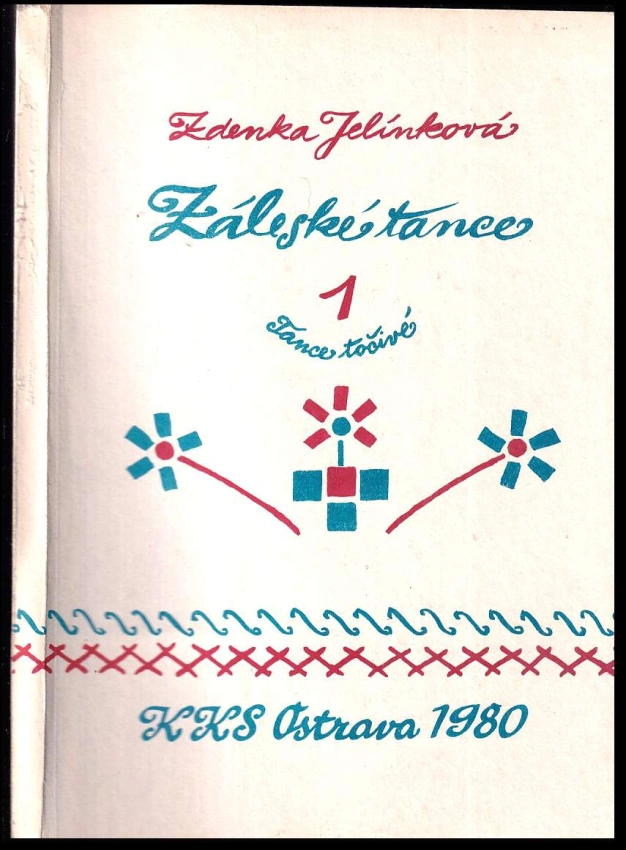 Zdenka Jelínková
Záleské tance
1
Tance točivé
KKS Ostrava 1980